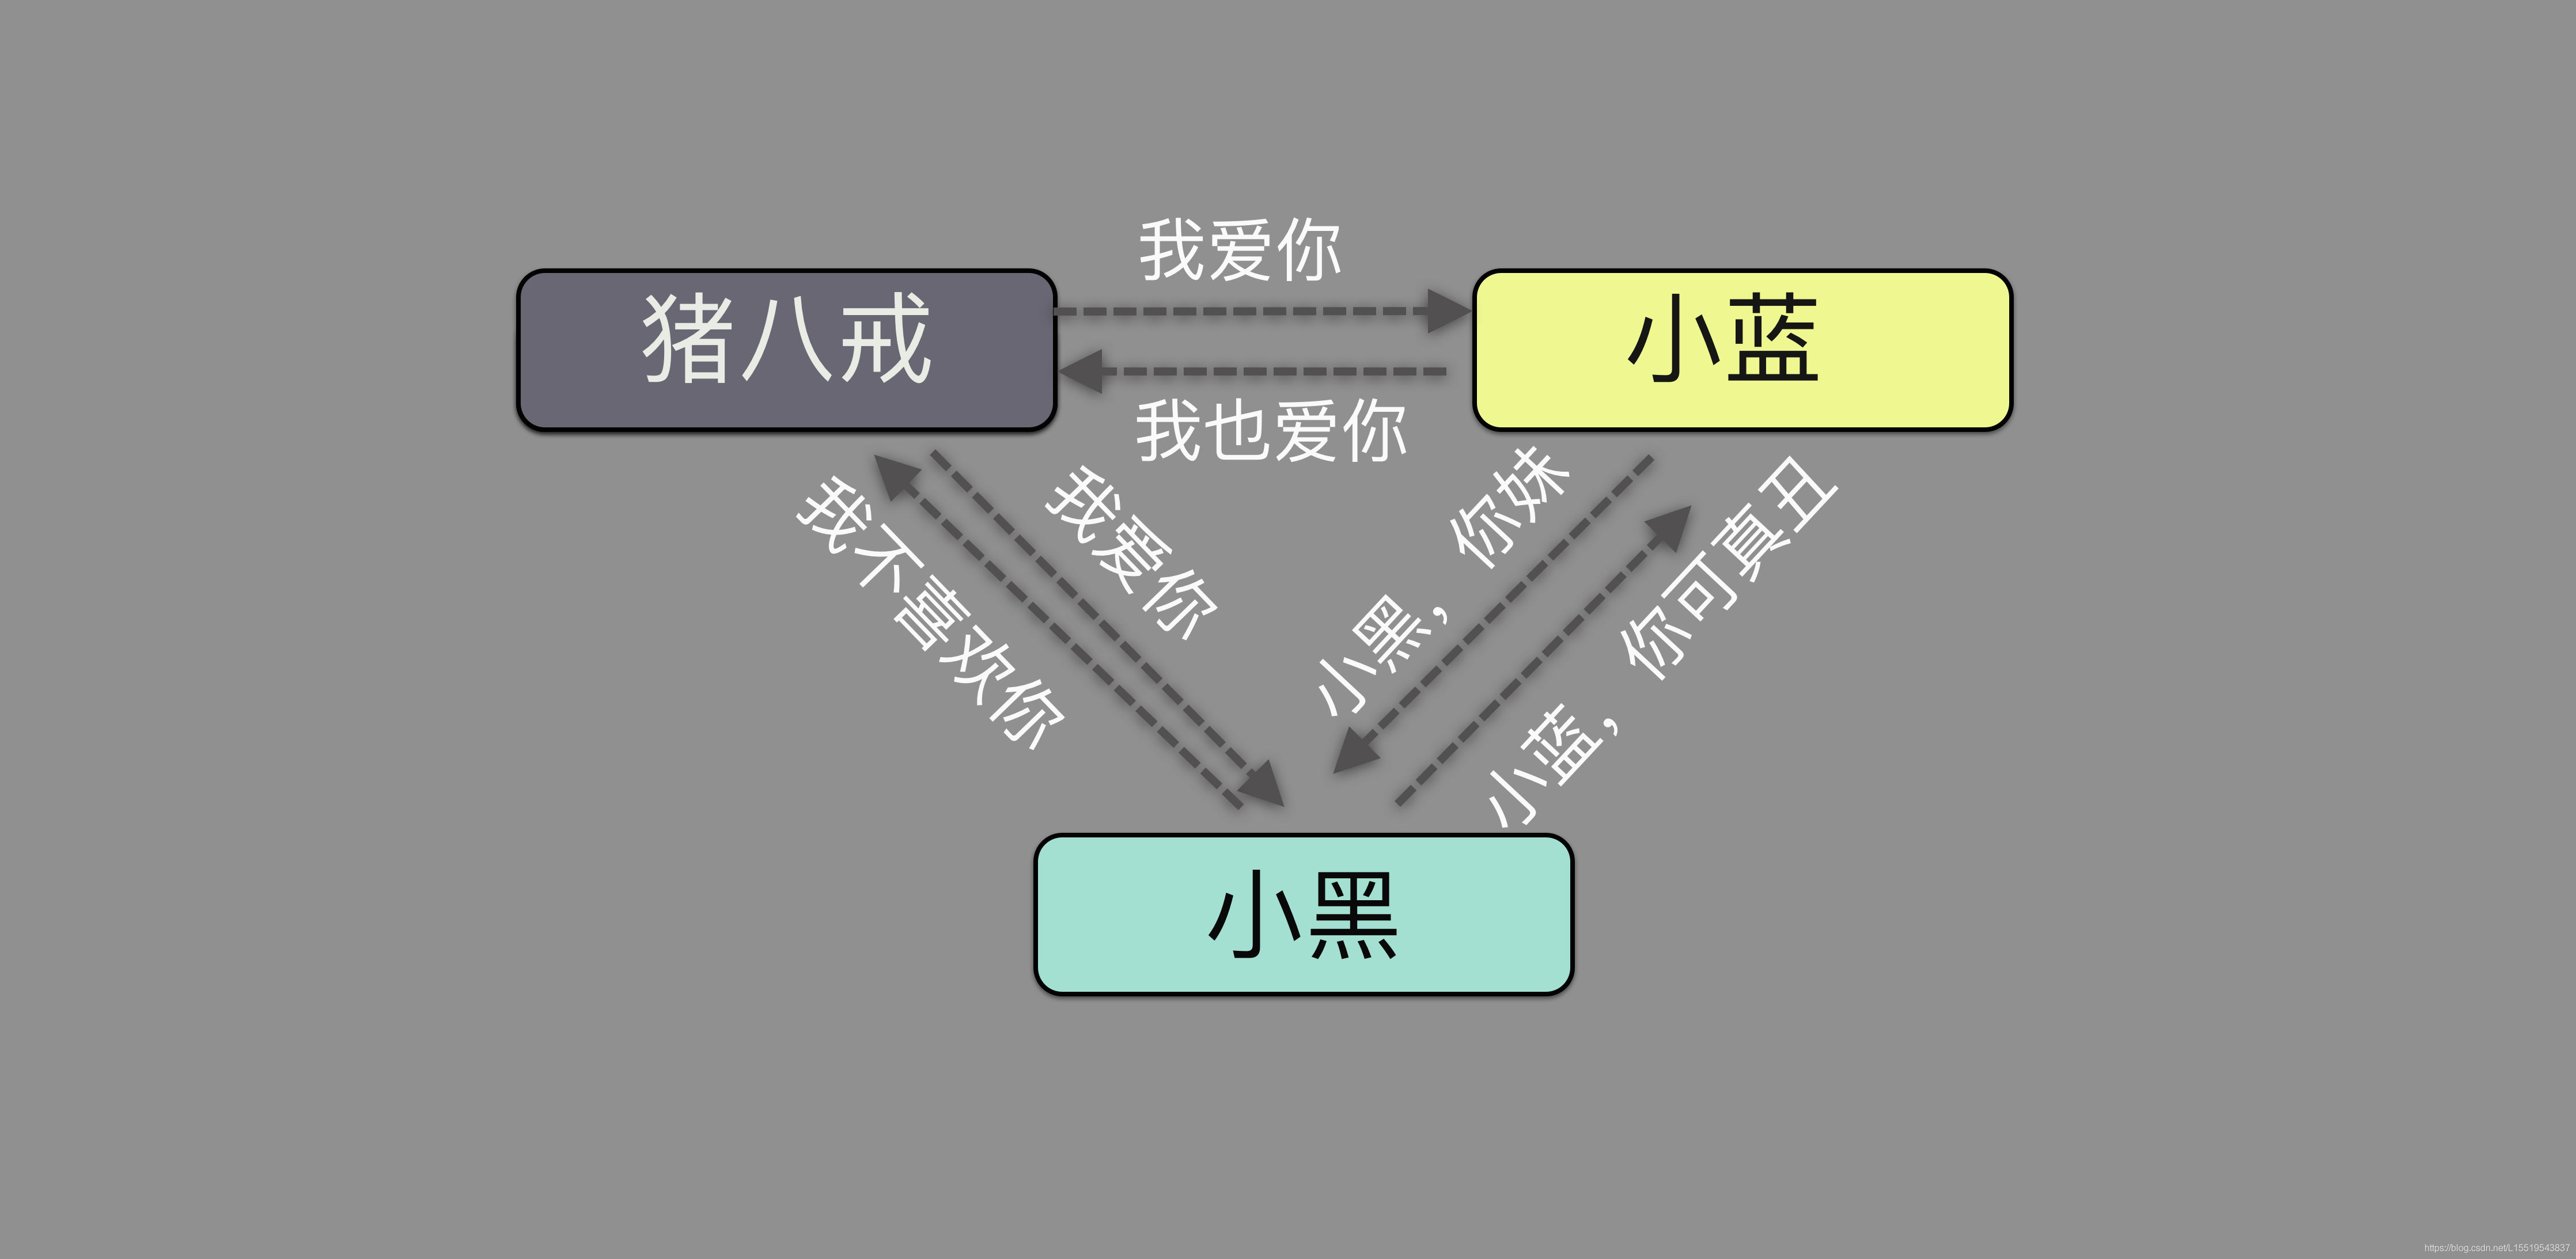 我爱你
猪八戒
小蓝
我也爱你
我不喜欢你
我爱你
小黑， 你妹
小蓝， 你可真丑
小黑
https://blog.csdn.net/L15519543837